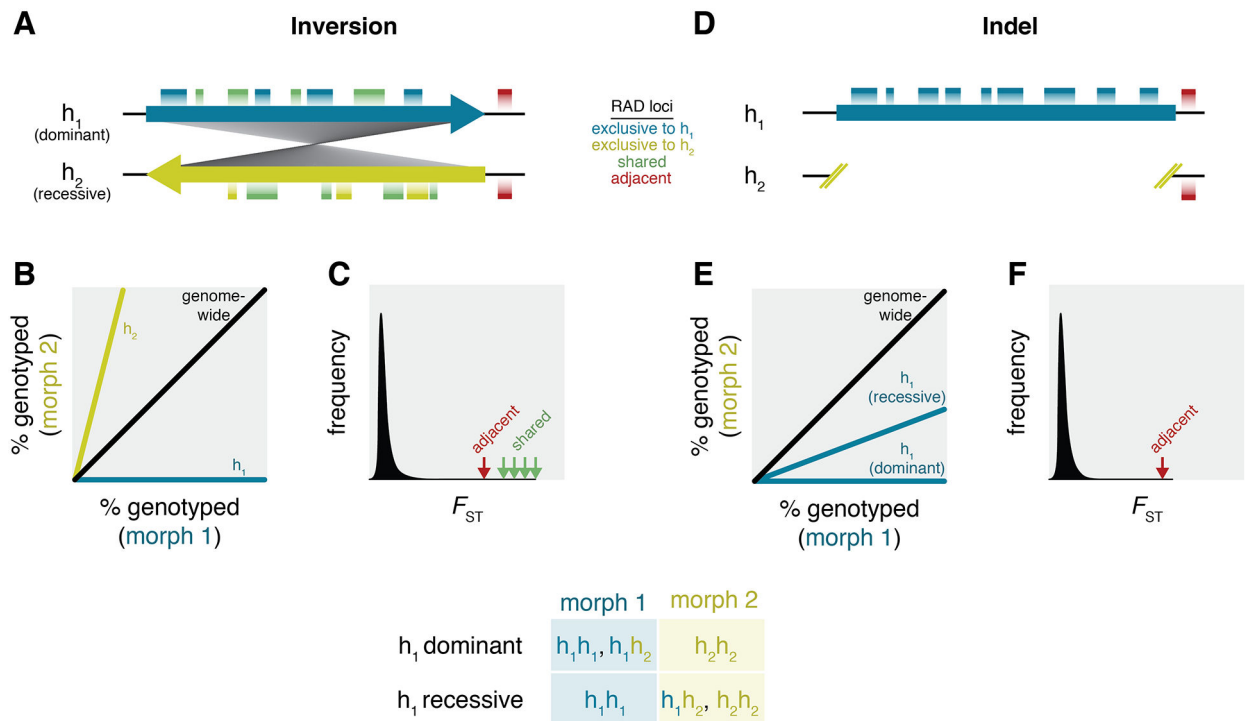 A
Inversion
h1
(dominant)
h2
(recessive)
RAD loci
exclusive to h1
exclusive to h2
shared
adjacent
D
Indel
h1
h2
B
% genotyped
(morph 2)
h2
genome-
wide
h1
% genotyped
(morph 1)
C
frequency
adjacent
shared
FST
E
% genotyped
(morph 2)
genome-
wide
h1
(recessive)
h1
(dominant)
% genotyped
(morph 1)
F
frequency
adjacent
FST
morph 1 morph 2
h1 dominant h1h1, h1h2 h2h2
h1 recessive h1h1 h1h2, h2h2